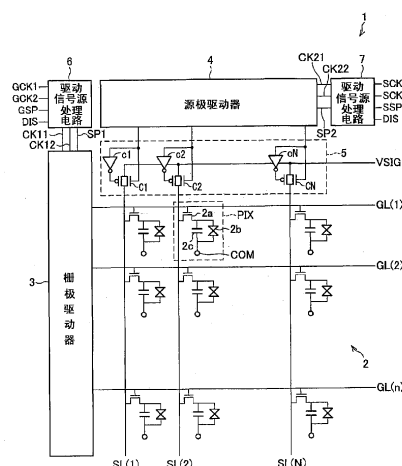 1
6
4
CK21
CK22
7
GCK1
GCK2
GSP
DIS
驱动
信号源
处理
电路
源极驱动器
驱动
信号源
处理
电路
SCK
SCK
SSP
DIS
CK11
CK12
SP1
SP2
c1
c2
cN
5
VSIG
C1
C2
CN
GL(1)
2a
PIX
2b
2c
COM
GL(2)
3
栅极驱动器
2
GL(n)
SL(1)
SL(2)
SL(N)